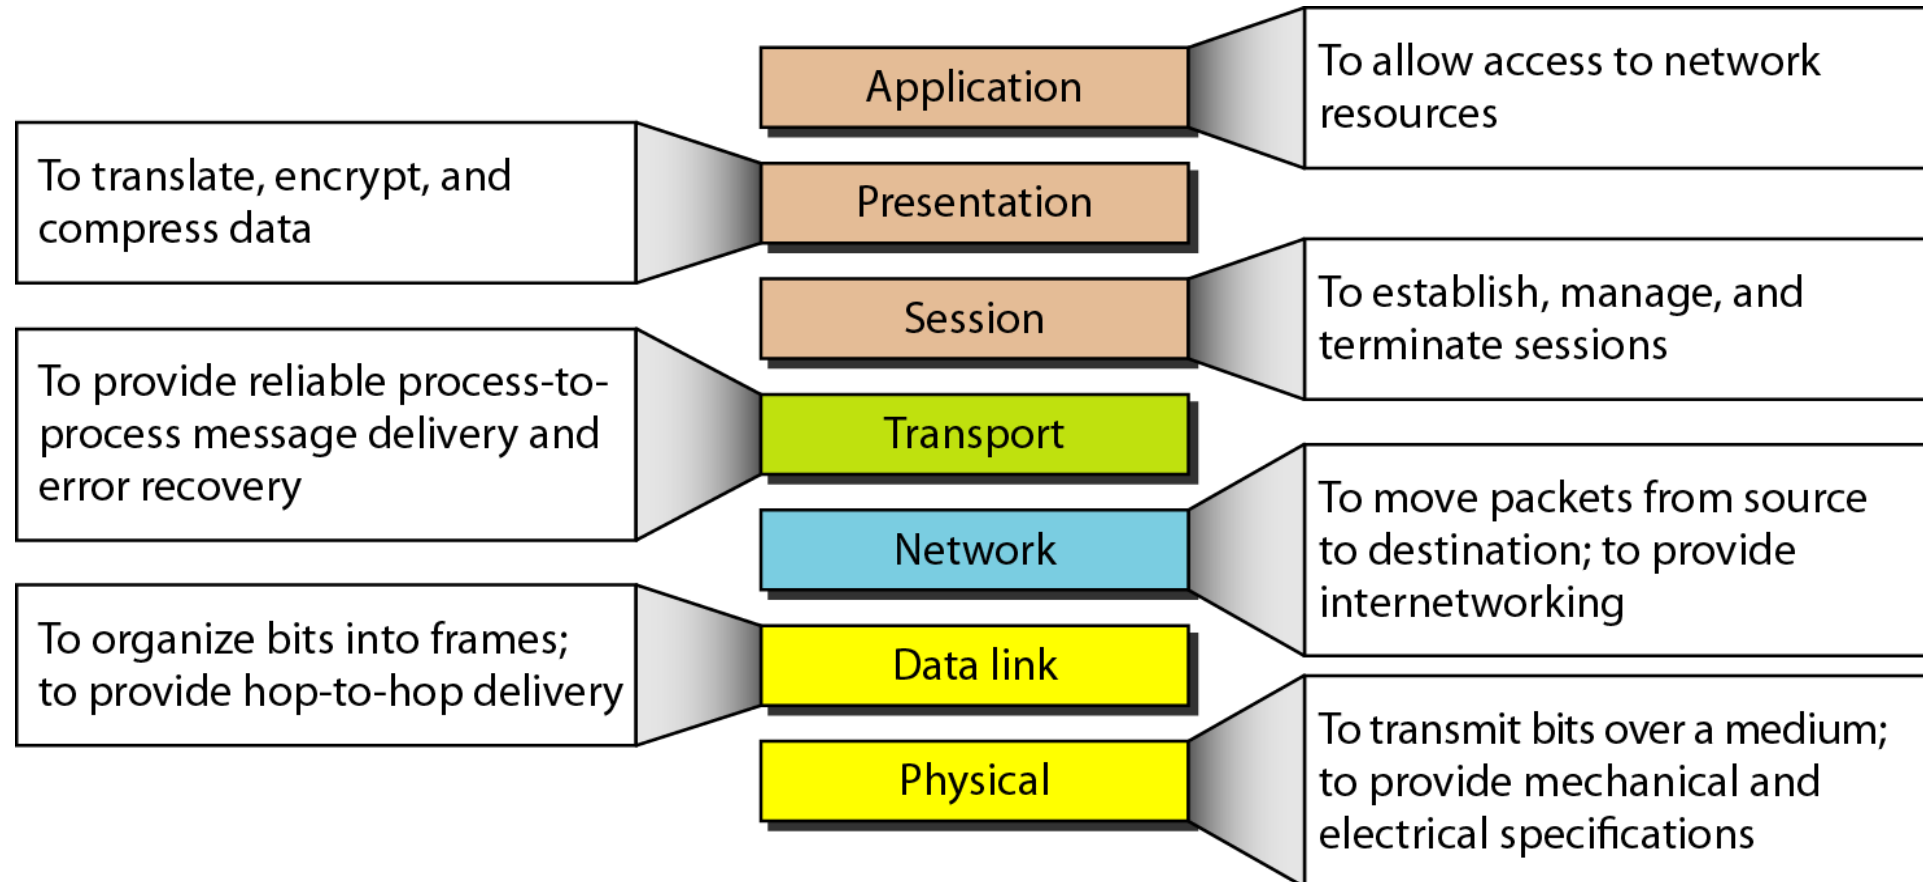 Application
To allow access to network
resources
To translate, encrypt, and
compress data
Presentation
Session
To establish, manage, and
terminate sessions
To provide reliable process-to-
process message delivery and
error recovery
Transport
Network
To move packets from source
to destination; to provide
internetworking
To organize bits into frames;
to provide hop-to-hop delivery
Data link
Physical
To transmit bits over a medium;
to provide mechanical and
electrical specifications